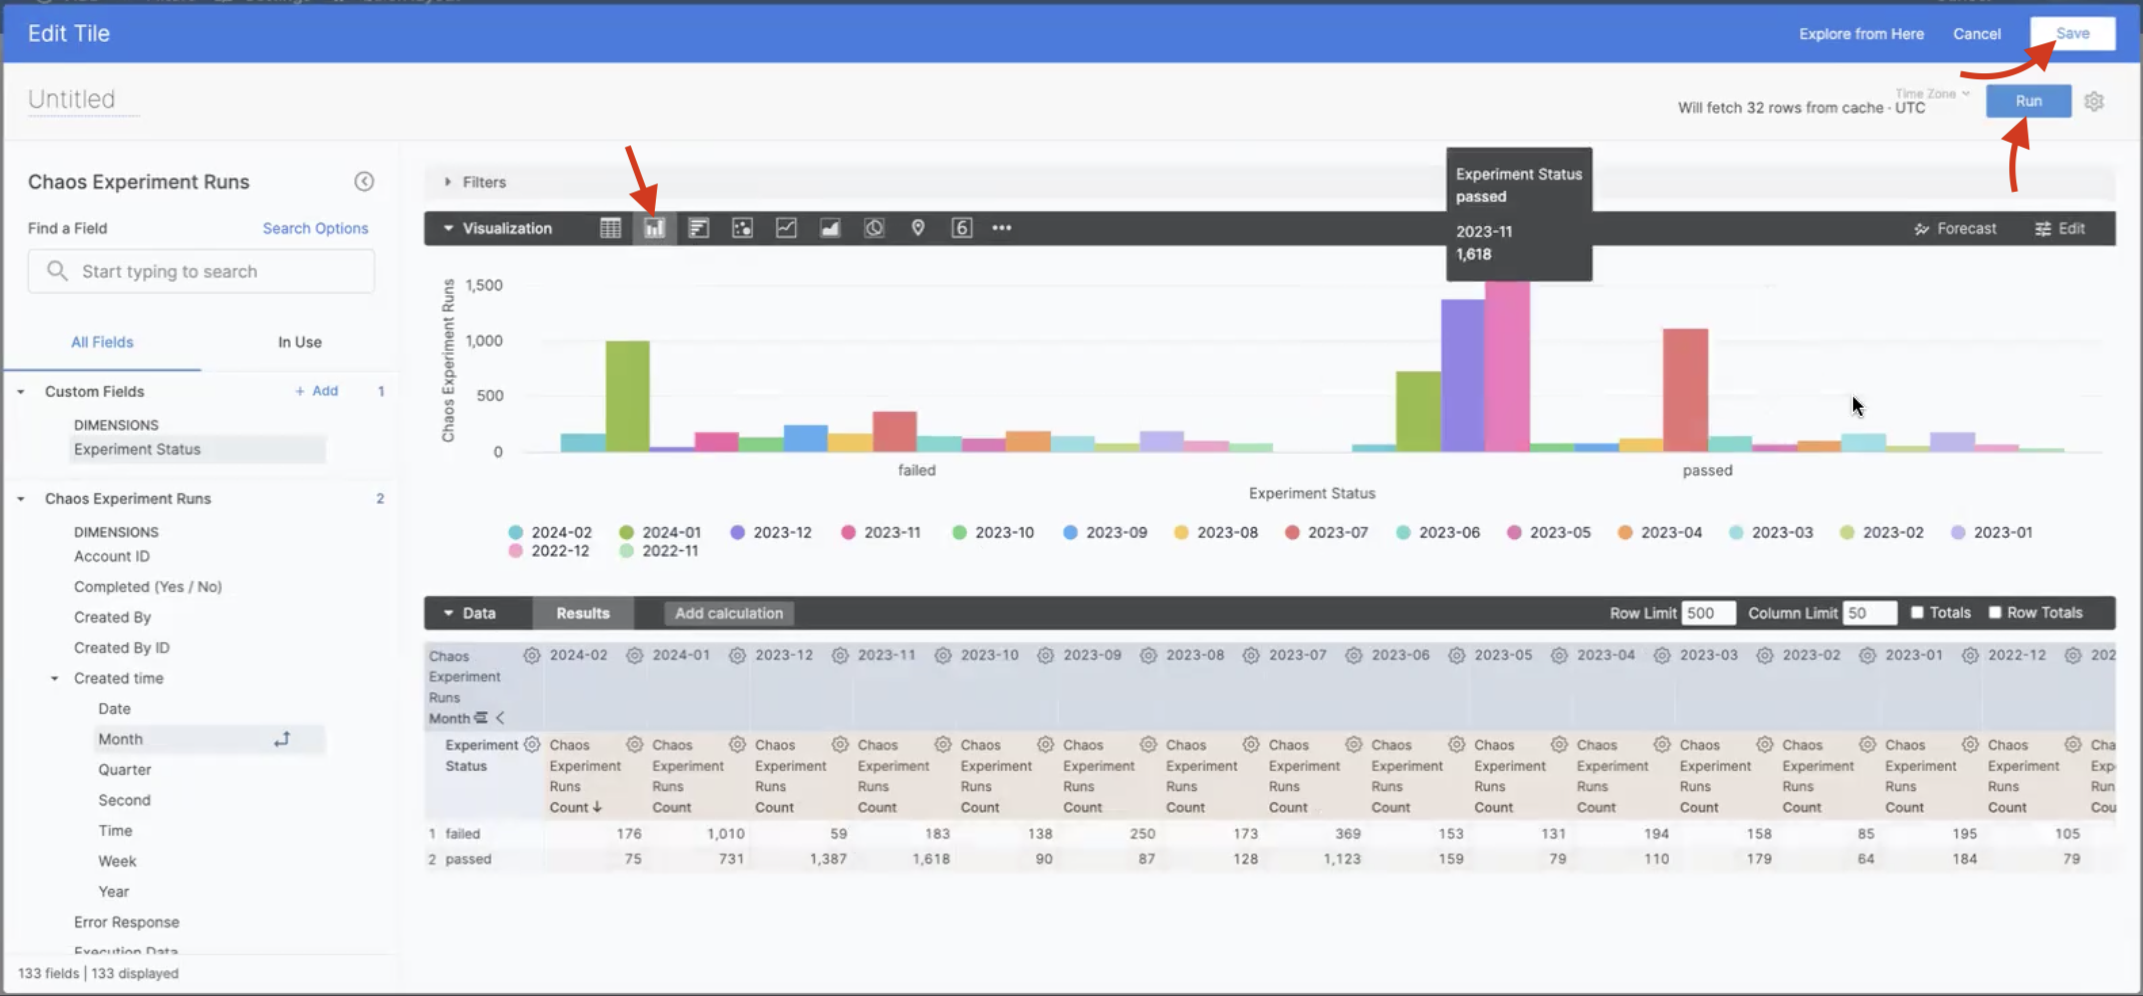 Edit Tile
Explore from Here
Cancel
Save
Untitled
Time Zone
Will fetch 32 rows from cache · UTC
Run
Chaos Experiment Runs
Find a Field
Search Options
Start typing to search
All Fields
In Use
Custom Fields
+ Add
1
DIMENSIONS
Experiment Status
Chaos Experiment Runs
2
DIMENSIONS
Account ID
Completed (Yes / No)
Created By
Created By ID
Created time
Date
Month
Quarter
Second
Time
Week
Year
Error Response
Execution Data
133 fields | 133 displayed
Filters
Visualization
6
Forecast
Edit
Experiment Status
passed
2023-11
1,618
Chaos Experiment Runs
1,500
1,000
500
0
failed
passed
Experiment Status
2024-02 2024-01 2023-12 2023-11 2023-10 2023-09 2023-08 2023-07 2023-06 2023-05 2023-04 2023-03 2023-02 2023-01
2022-12 2022-11
Data
Results
Add calculation
Row Limit 500
Column Limit 50
Totals
Row Totals
Chaos 2024-02 2024-01 2023-12 2023-11 2023-10 2023-09 2023-08 2023-07 2023-06 2023-05 2023-04 2023-03 2023-02 2023-01 2022-12 202
Experiment
Runs
Month
Experiment Chaos Chaos Chaos Chaos Chaos Chaos Chaos Chaos Chaos Chaos Chaos Chaos Chaos Chaos Chaos Cha
Status Experiment Experiment Experiment Experiment Experiment Experiment Experiment Experiment Experiment Experiment Experiment Experiment Experiment Experiment Experiment Exp
Runs Runs Runs Runs Runs Runs Runs Runs Runs Runs Runs Runs Runs Runs Runs Run
Count Count Count Count Count Count Count Count Count Count Count Count Count Count Count Cou
1 failed 176 1,010 59 183 138 250 173 369 153 131 194 158 85 195 105
2 passed 75 731 1,387 1,618 90 87 128 1,123 159 79 110 179 64 184 79